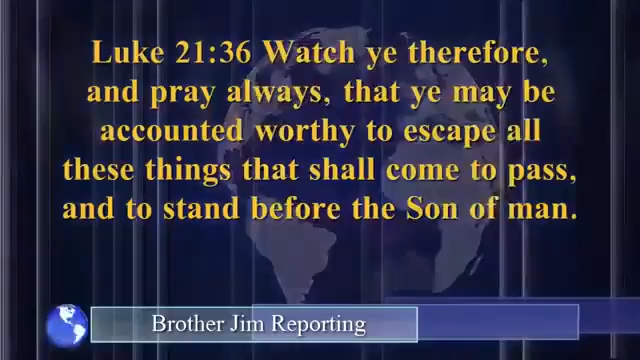 Luke 21:36 Watch ye therefore,
and pray always, that ye may be
accounted worthy to escape all
these things that shall come to pass,
and to stand before the Son of man.
Brother Jim Reporting